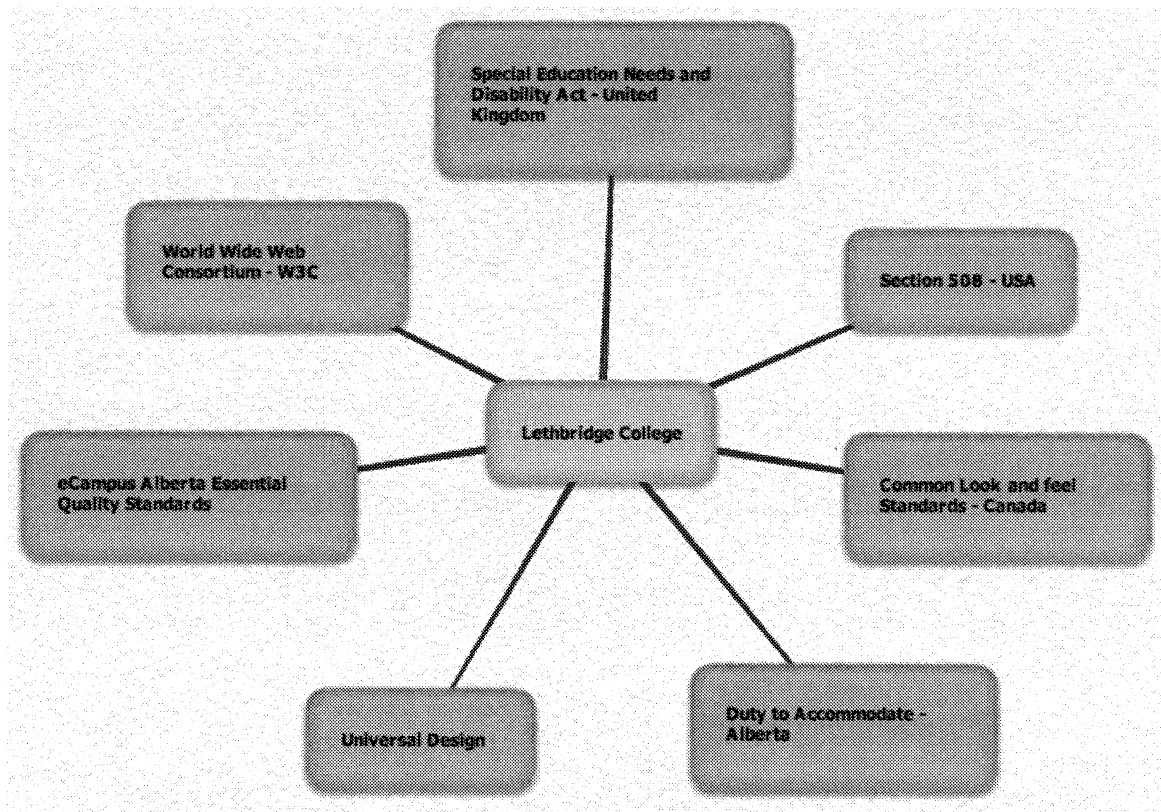 Special Education Needs and
Disability Act - United
Kingdom
World Wide Web
Consortium - W3C
Section 508 - USA
Lethbridge College
eCampus Alberta Essential
Quality Standards
Common Look and feel
Standards - Canada
Universal Design
Duty to Accommodate -
Alberta